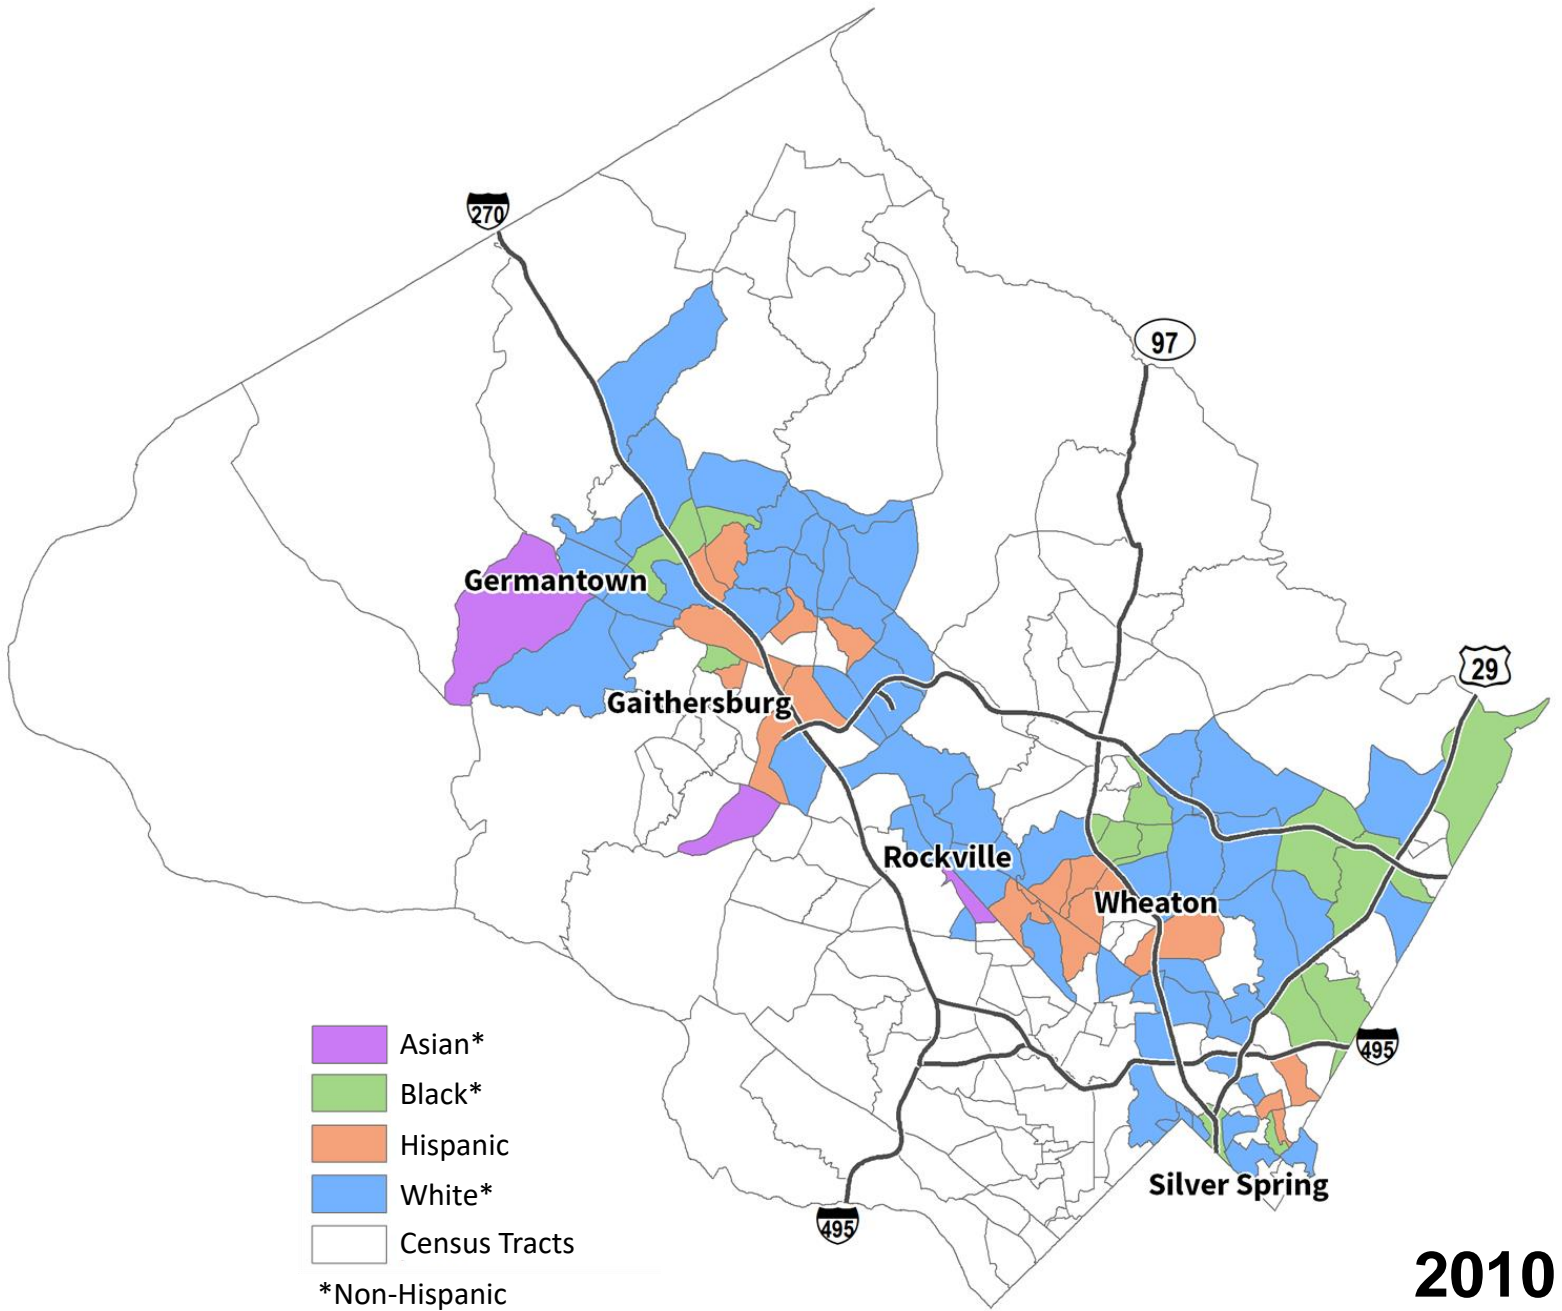 270
97
29
Germantown
Gaithersburg
Rockville
Wheaton
495
Silver Spring
495
Asian*
Black*
Hispanic
White*
Census Tracts
*Non-Hispanic
2010